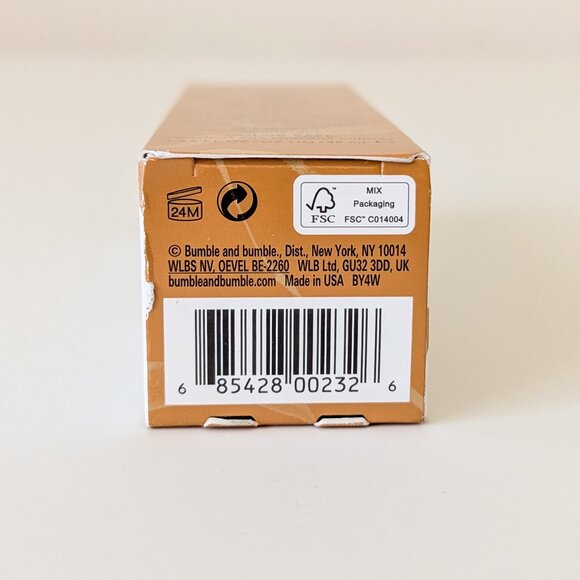 24M
FSC
MIX
Packaging
FSC™ C014004
© Bumble and bumble., Dist., New York, NY 10014
WLBS NV, OEVEL BE-2260 WLB Ltd, GU32 3DD, UK
bumbleandbumble.com Made in USA BY4W
6 85428 00232 6